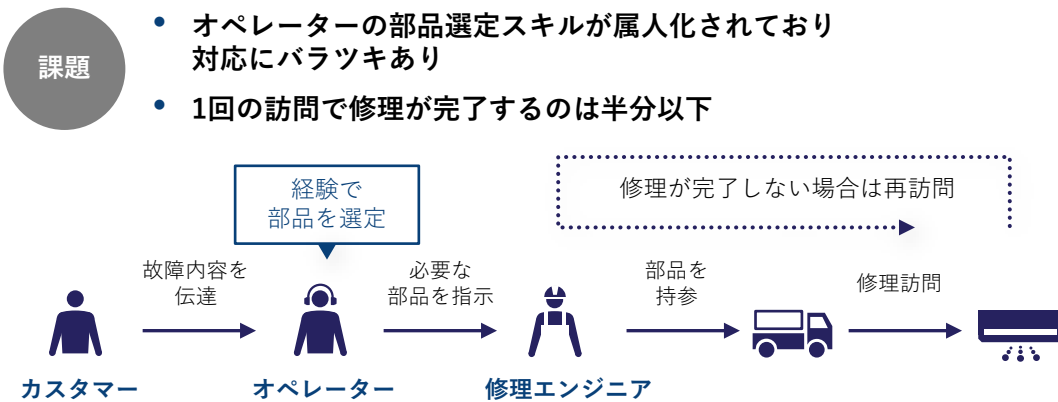 課題
• オペレーターの部品選定スキルが属人化されており
対応にバラツキあり
• 1回の訪問で修理が完了するのは半分以下
経験で
部品を選定
修理が完了しない場合は再訪問
故障内容を
伝達
必要な
部品を指示
部品を
持参
修理訪問
カスタマー
オペレーター
修理エンジニア